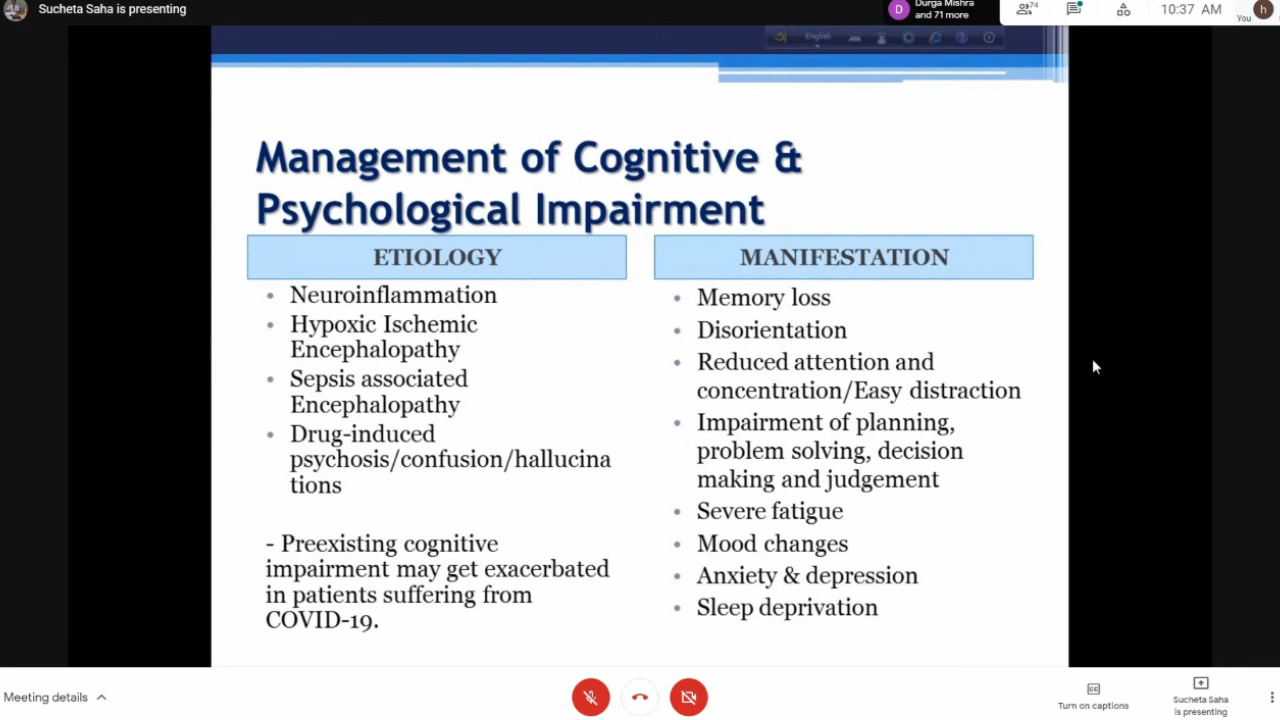 Sucheta Saha is presenting
D
Durga Mishra
and 71 more
74
10:37 AM
You
h
English
Management of Cognitive &
Psychological Impairment
ETIOLOGY
• Neuroinflammation
• Hypoxic Ischemic
Encephalopathy
• Sepsis associated
Encephalopathy
• Drug-induced
psychosis/confusion/hallucina
tions
- Preexisting cognitive
impairment may get exacerbated
in patients suffering from
COVID-19.
MANIFESTATION
• Memory loss
• Disorientation
• Reduced attention and
concentration/Easy distraction
• Impairment of planning,
problem solving, decision
making and judgement
• Severe fatigue
• Mood changes
• Anxiety & depression
• Sleep deprivation
Meeting details
Turn on captions
Sucheta Saha
is presenting